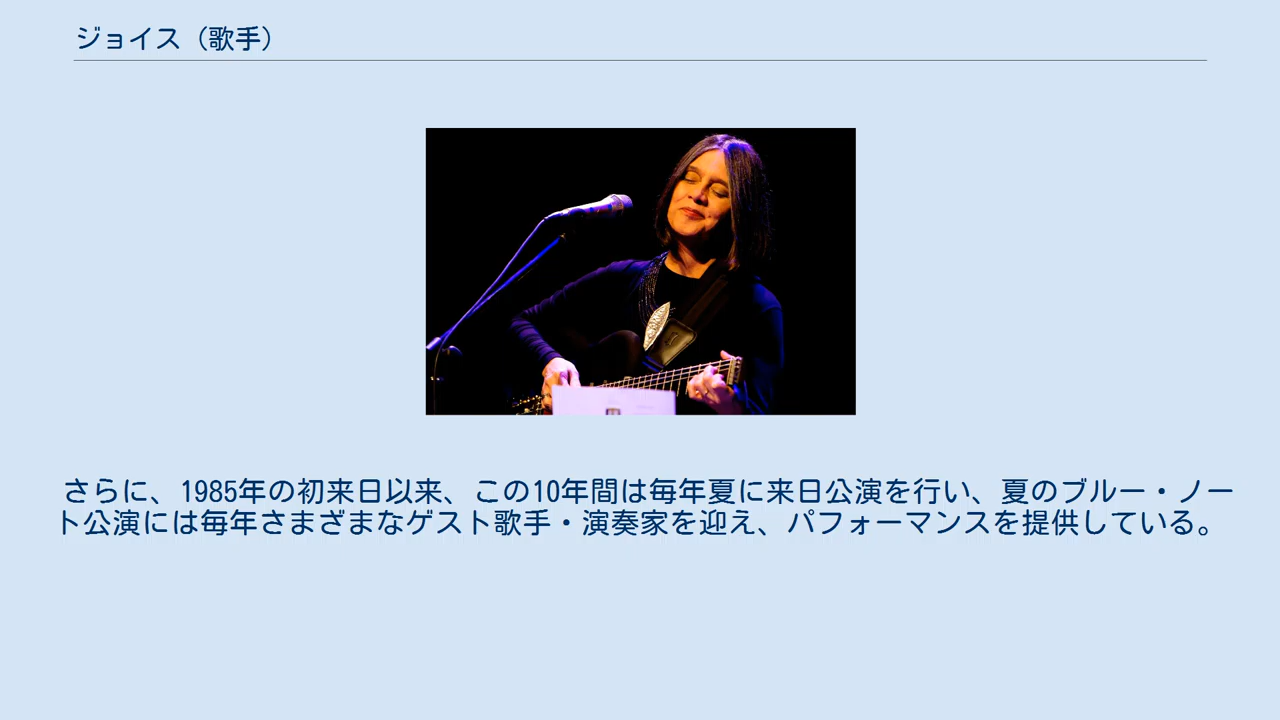 ジョイス（歌手）
さらに、1985年の初来日以来、この10年間は毎年夏に来日公演を行い、夏のブルー・ノー
ト公演には毎年さまざまなゲスト歌手・演奏家を迎え、パフォーマンスを提供している。